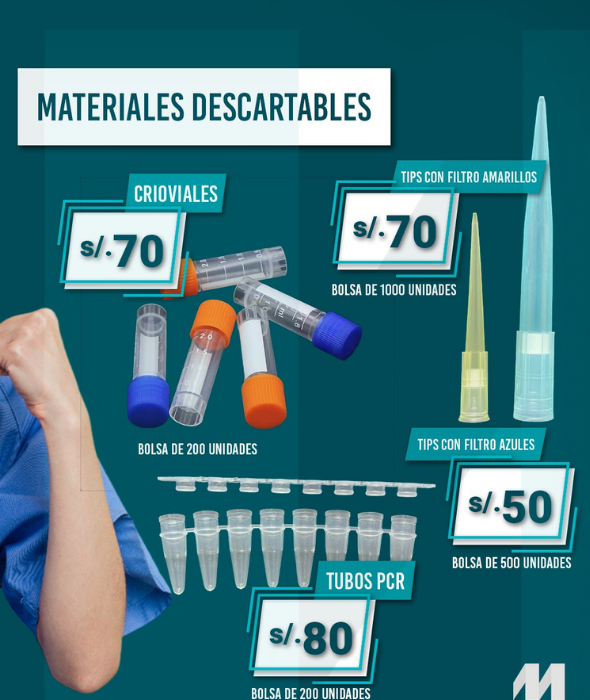 MATERIALES DESCARTABLES
CRIOVIALES
s/.70
BOLSA DE 200 UNIDADES
TIPS CON FILTRO AMARILLOS
s/.70
BOLSA DE 1000 UNIDADES
TIPS CON FILTRO AZULES
s/.50
BOLSA DE 500 UNIDADES
TUBOS PCR
s/.80
BOLSA DE 200 UNIDADES